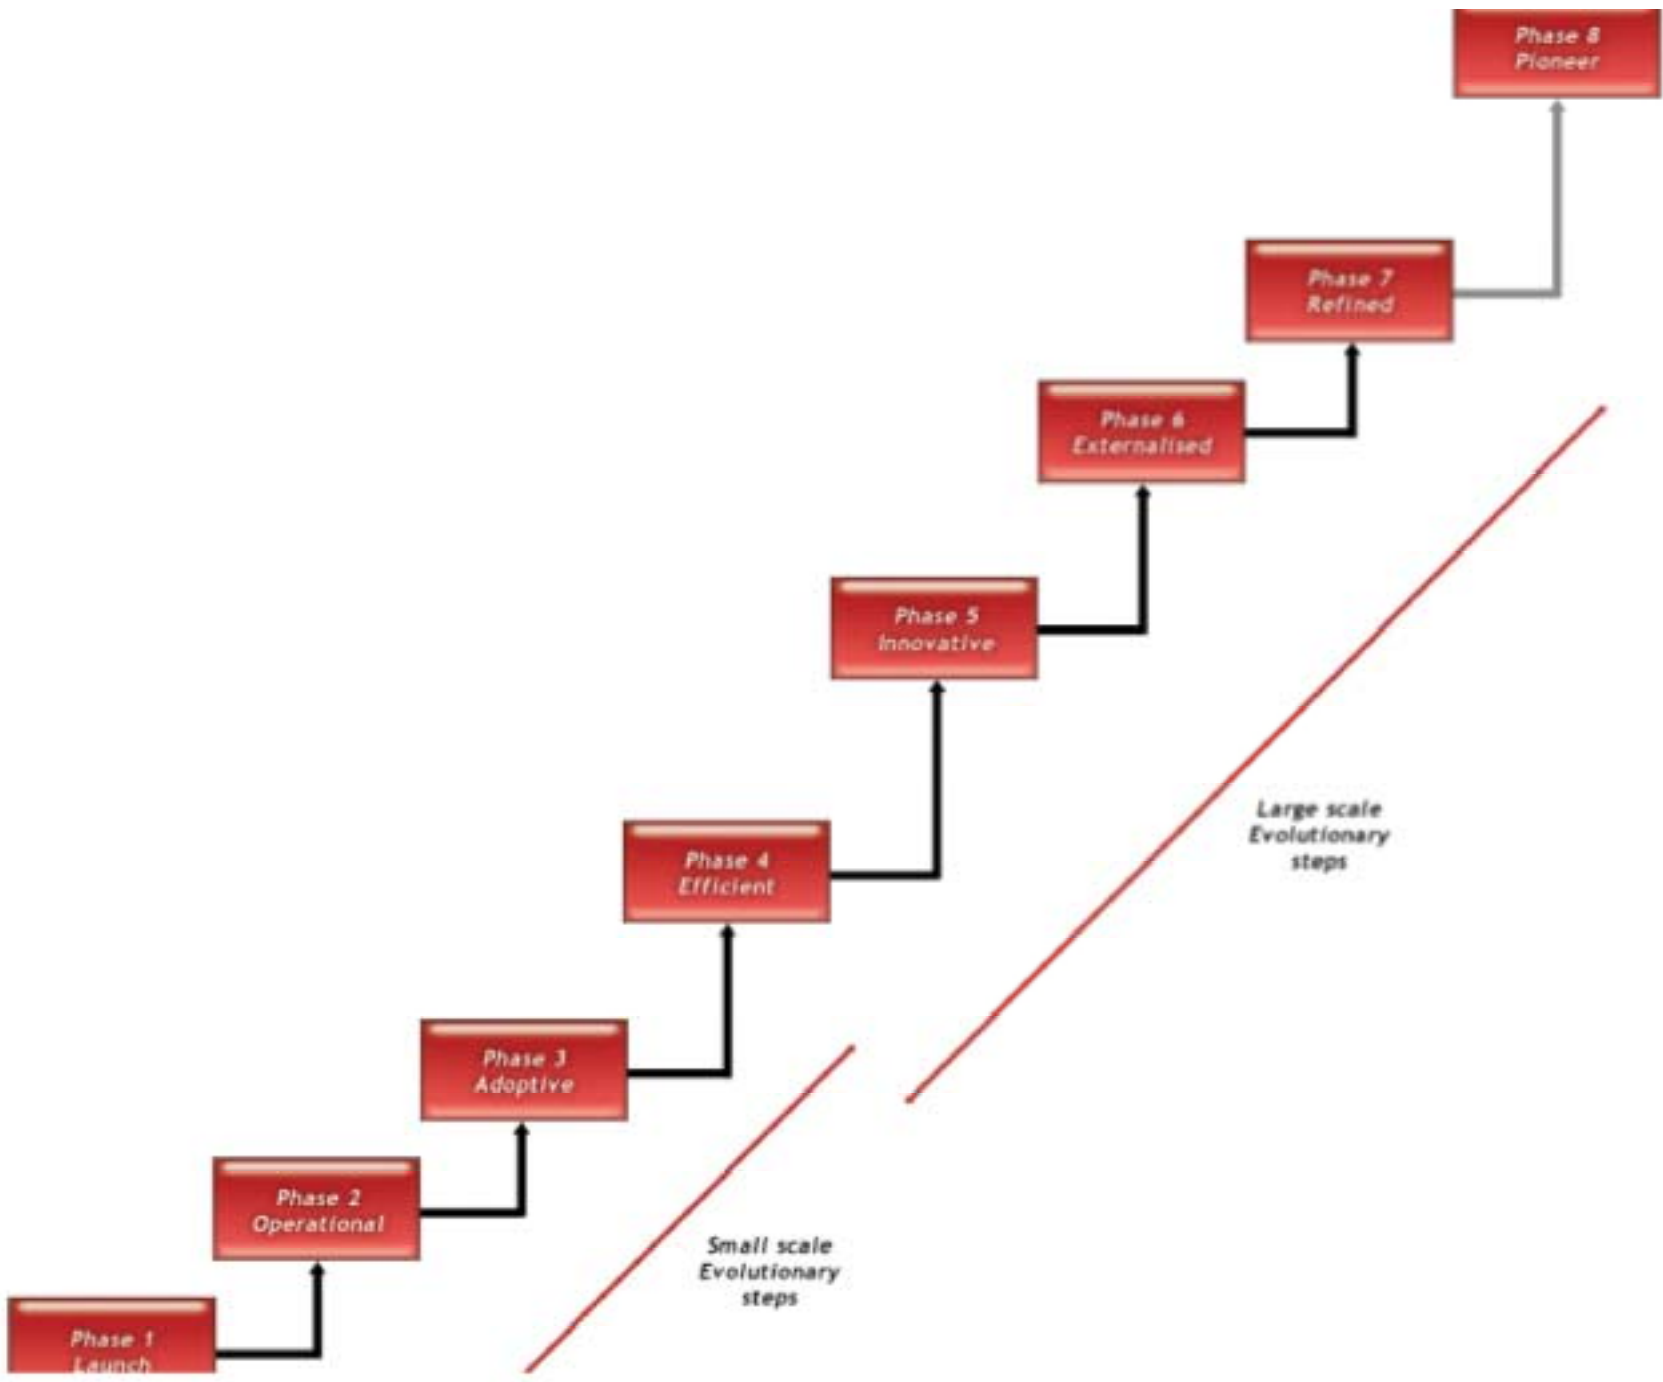 Phase 8
Pioneer
Phase 7
Refined
Phase 6
Externalised
Phase 5
Innovative
Large scale
Evolutionary
steps
Phase 4
Efficient
Phase 3
Adoptive
Phase 2
Operational
Small scale
Evolutionary
steps
Phase 1
Launch